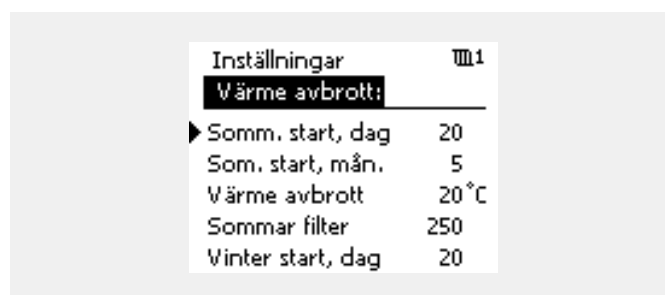 Inställningar 1
Värme avbrott:
Somm. start, dag 20
Som. start, mån. 5
Värme avbrott 20°C
Sommar filter 250
Vinter start, dag 20